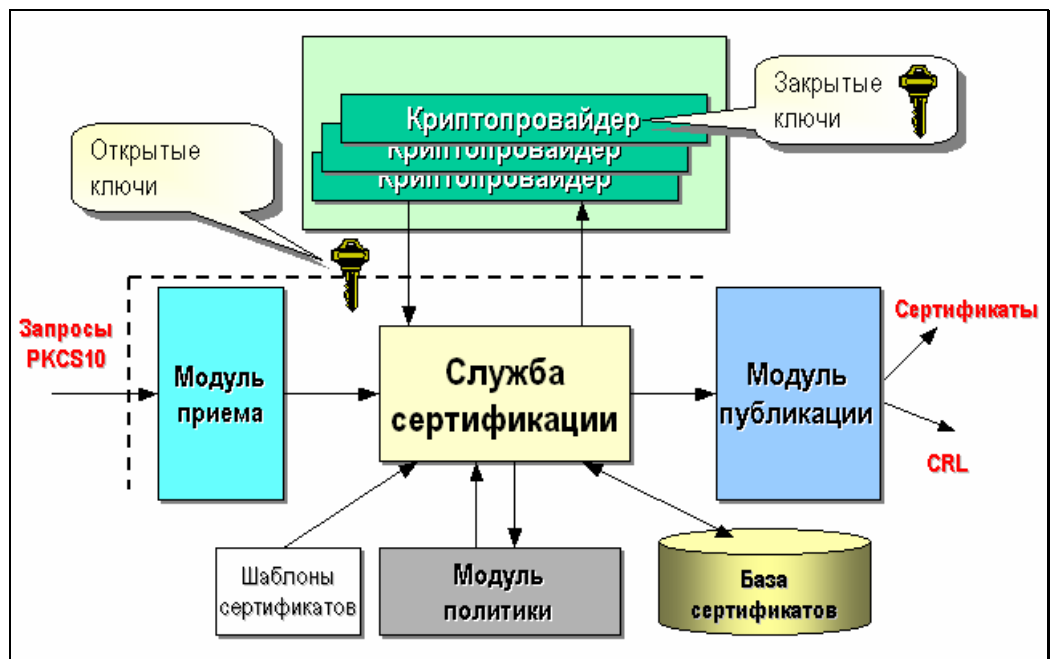 Закрытые
ключи
Криптопровайдер
Криптопровайдер
Криптопровайдер
Открытые
ключи
Запросы
PKCS10
Модуль
приема
Служба
сертификации
Модуль
публикации
Сертификаты
CRL
Шаблоны
сертификатов
Модуль
политики
База
сертификатов